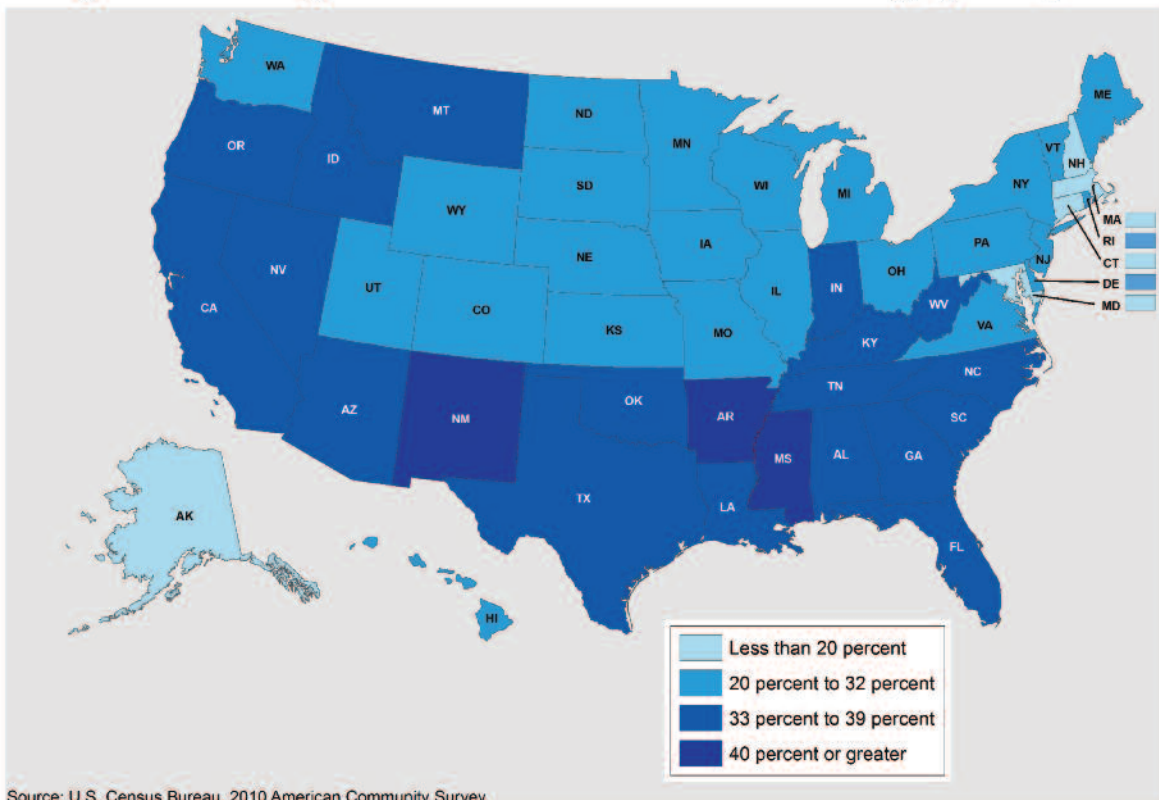 WA
MT
ND
MN
ME
OR
ID
SD
WI
VT
NH
NY
MI
WY
MA
RI
IA
PA
NE
CT
NV
OH
NJ
UT
IL
IN
DE
CA
CO
WV
MD
KS
MO
VA
KY
NC
TN
OK
AZ
NM
AR
SC
MS
AL
GA
TX
LA
AK
FL
HI
Less than 20 percent
20 percent to 32 percent
33 percent to 39 percent
40 percent or greater
Source: U.S. Census Bureau, 2010 American Community Survey